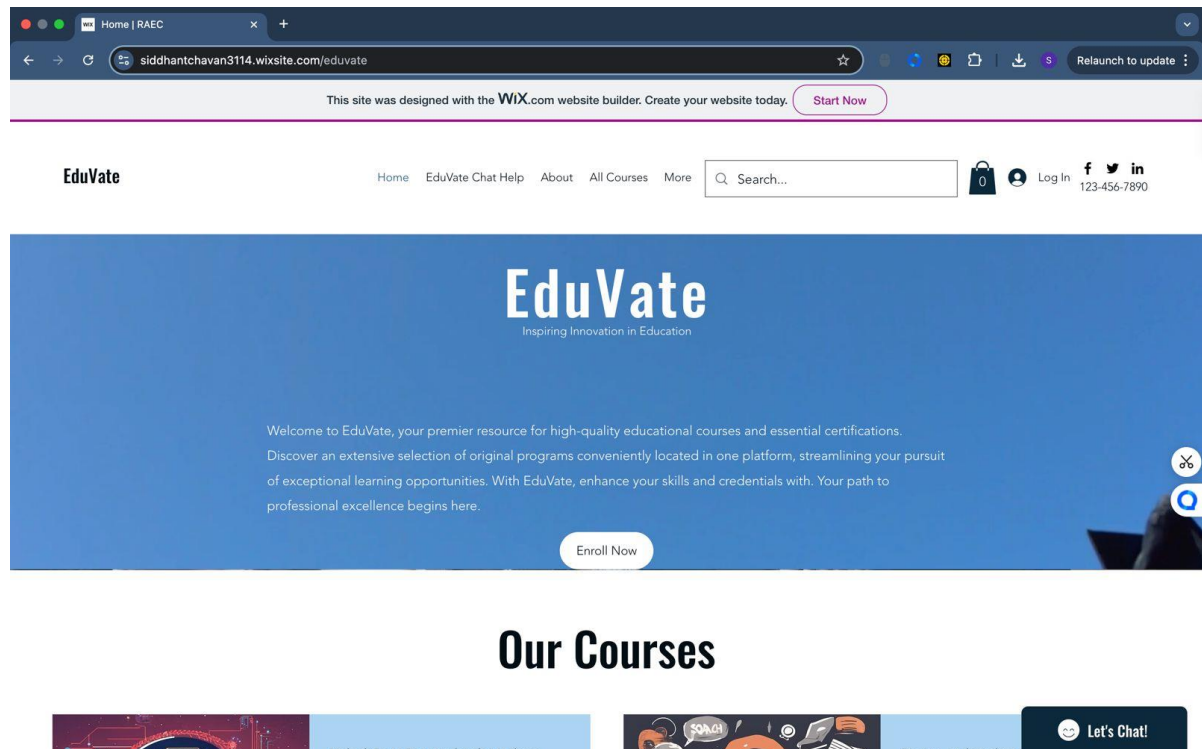 WiX Home | RAEC
siddhantchavan3114.wixsite.com/eduvate
S
Relaunch to update
This site was designed with the WiX.com website builder. Create your website today. Start Now
EduVate
Home EduVate Chat Help About All Courses More Search... 0 Log In f in
123-456-7890
EduVate
Inspiring Innovation in Education
Welcome to EduVate, your premier resource for high-quality educational courses and essential certifications.
Discover an extensive selection of original programs conveniently located in one platform, streamlining your pursuit
of exceptional learning opportunities. With EduVate, enhance your skills and credentials with. Your path to
professional excellence begins here.
Enroll Now
Our Courses
Let's Chat!